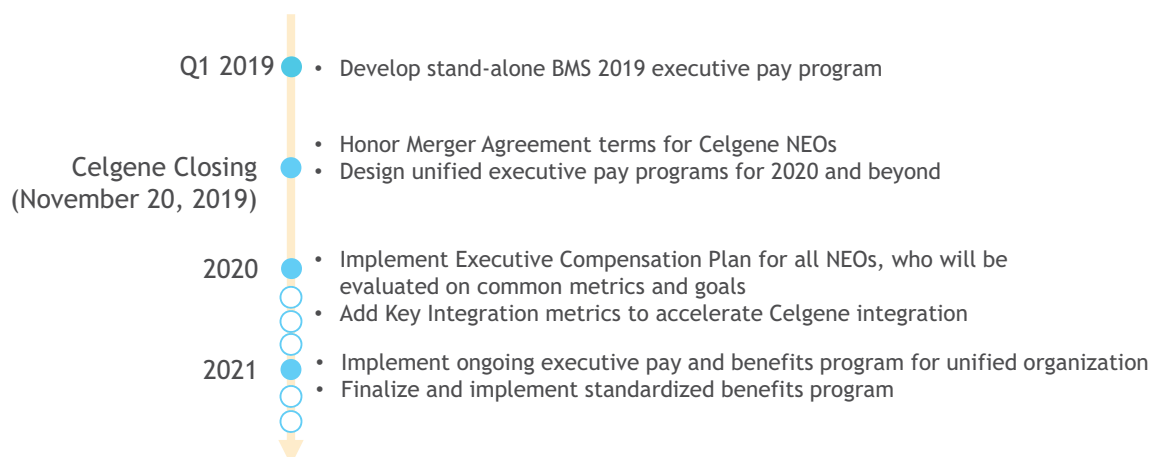 Q1 2019
• Develop stand-alone BMS 2019 executive pay program
Celgene Closing
(November 20, 2019)
• Honor Merger Agreement terms for Celgene NEOs
• Design unified executive pay programs for 2020 and beyond
2020
• Implement Executive Compensation Plan for all NEOs, who will be
evaluated on common metrics and goals
• Add Key Integration metrics to accelerate Celgene integration
2021
• Implement ongoing executive pay and benefits program for unified organization
• Finalize and implement standardized benefits program